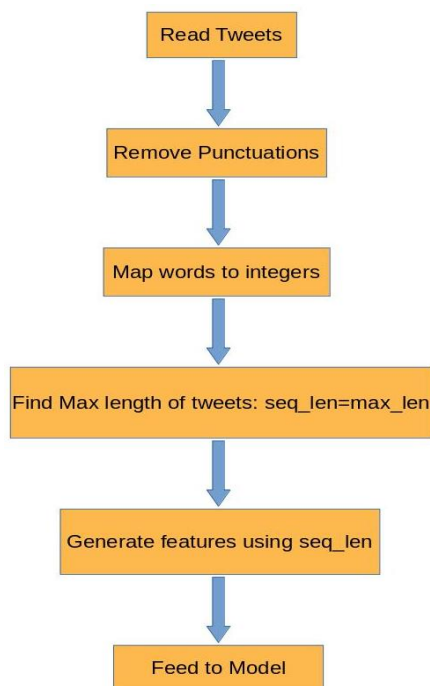 Read Tweets
Remove Punctuations
Map words to integers
Find Max length of tweets: seq_len=max_len
Generate features using seq_len
Feed to Model